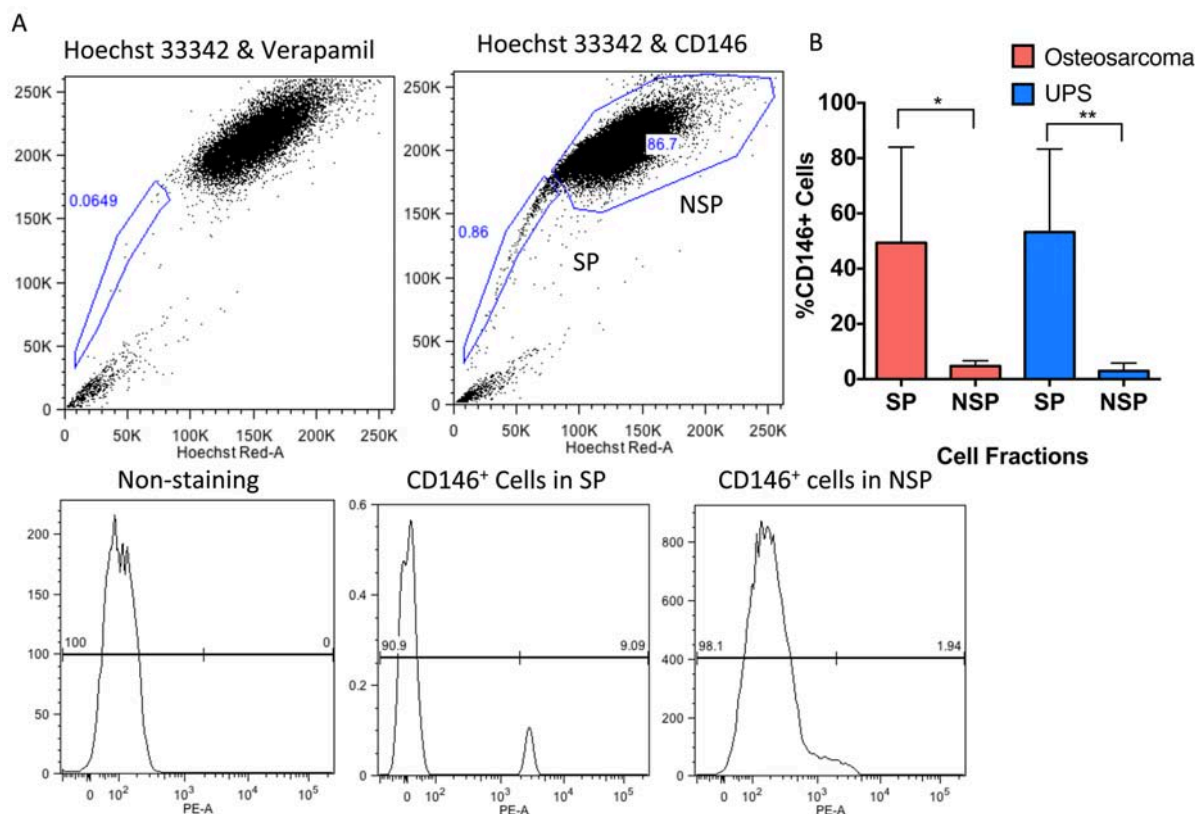 A
Hoechst 33342 & Verapamil
250K
200K
150K
100K
50K
0
0.0649
0 50K 100K 150K 200K 250K
Hoechst Red-A
Hoechst 33342 & CD146
250K
200K
150K
100K
50K
0
86.7
NSP
0.86
SP
0 50K 100K 150K 200K 250K
Hoechst Red-A
B
Osteosarcoma
UPS
%CD146+ Cells
100
80
60
40
20
0
*
**
SP NSP SP NSP
Cell Fractions
Non-staining
200
150
100
50
0
100 0
0 10² 10³ 10⁴ 10⁵
PE-A
CD146⁺ Cells in SP
0.6
0.4
0.2
0
90.9 9.09
0 10² 10³ 10⁴ 10⁵
PE-A
CD146⁺ cells in NSP
800
600
400
200
0
98.1 1.94
0 10² 10³ 10⁴ 10⁵
PE-A